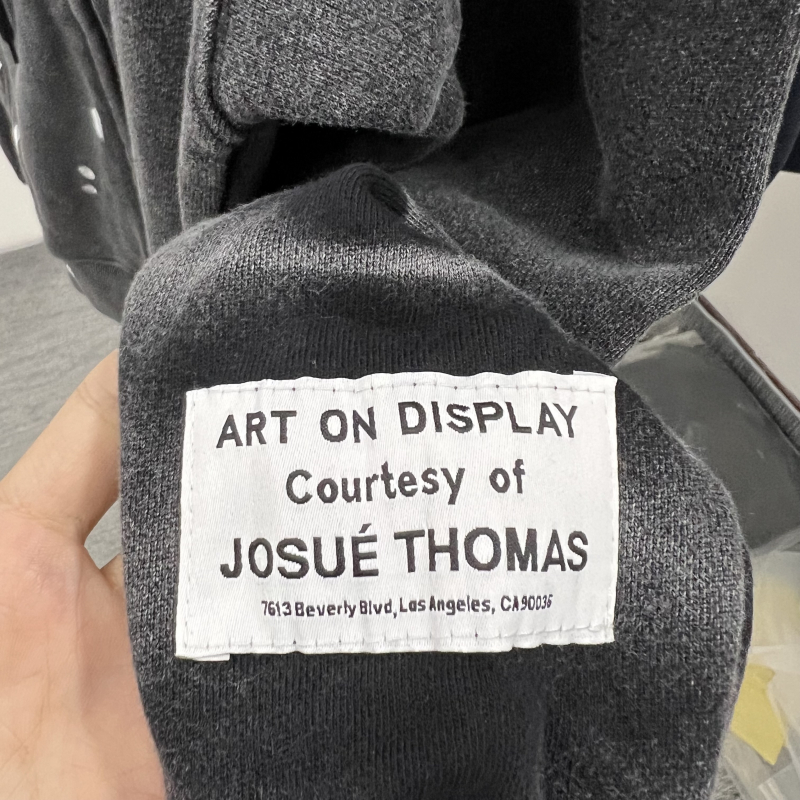 ART ON DISPLAY
Courtesy of
JOSUÉ THOMAS
7613 Beverly Blvd, Los Angeles, CA 90036